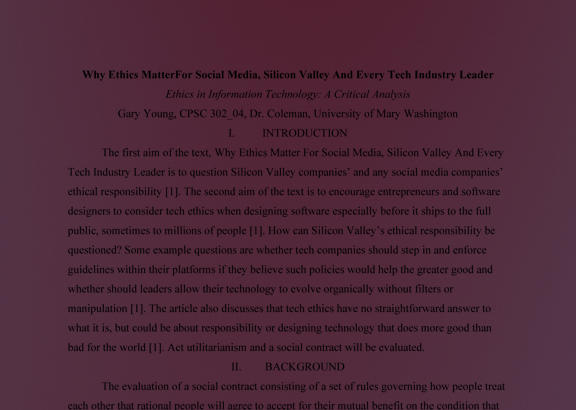 Why Ethics MatterFor Social Media, Silicon Valley And Every Tech Industry Leader
Ethics in Information Technology: A Critical Analysis
Gary Young, CPSC 302_04, Dr. Coleman, University of Mary Washington
I. INTRODUCTION
The first aim of the text, Why Ethics Matter For Social Media, Silicon Valley And Every
Tech Industry Leader is to question Silicon Valley companies’ and any social media companies’
ethical responsibility [1]. The second aim of the text is to encourage entrepreneurs and software
designers to consider tech ethics when designing software especially before it ships to the full
public, sometimes to millions of people [1]. How can Silicon Valley’s ethical responsibility be
questioned? Some example questions are whether tech companies should step in and enforce
guidelines within their platforms if they believe such policies would help the greater good and
whether should leaders allow their technology to evolve organically without filters or
manipulation [1]. The article also discusses that tech ethics have no straightforward answer to
what it is, but could be about responsibility or designing technology that does more good than
bad for the world [1]. Act utilitarianism and a social contract will be evaluated.
II. BACKGROUND
The evaluation of a social contract consisting of a set of rules governing how people treat
each other that rational people will agree to accept for their mutual benefit on the condition that